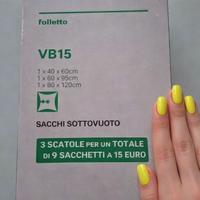 folletto
VB15
1 x 40 x 60cm
1 x 60 x 95cm
1 x 80 x 120cm
SACCHI SOTTOVUOTO
3 SCATOLE PER UN TOTALE
DI 9 SACCHETTI A 15 EURO